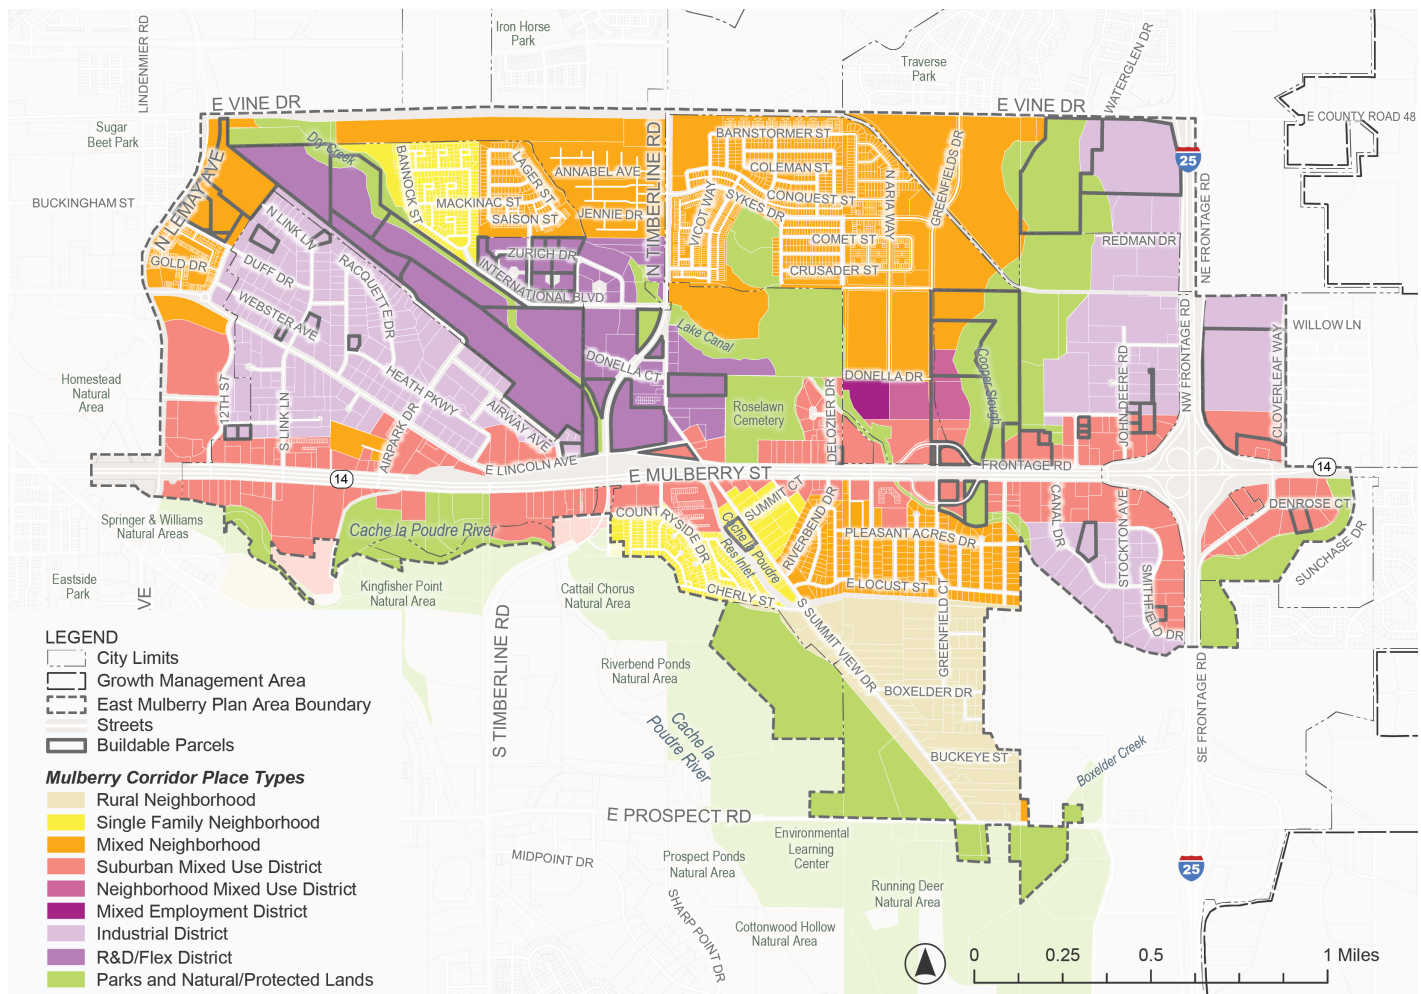 LINDENMIER RD
Iron Horse
Park
Traverse
Park
WATERGLEN DR
E VINE DR
E VINE DR
E COUNTY ROAD 48
Sugar
Beet Park
Dry Creek
N TIMBERLINE RD
BARNSTORMER ST
25
BANNOCK ST
LAGER ST
ANNABEL AVE
COLEMAN ST
N LEMAY AVE
BUCKINGHAM ST
MACKINAC ST
SAISON ST
JENNIE DR
VICOT WAY
SYKES DR
CONQUEST ST
N ARIA WAY
GREENFIELDS DR
NE FRONTAGE RD
N LINK LN
COMET ST
REDMAN DR
GOLD DR
DUFF DR
RACQUETTE DR
ZURICH DR
INTERNATIONAL BLVD
CRUSADER ST
WEBSTER AVE
Lake Canal
NW FRONTAGE RD
WILLOW LN
CLOVERLEAF WAY
Homestead
Natural
Area
12TH ST
S LINK LN
HEATH PKWY
DONELLA CT
DONELLA DR
Cooper Slough
JOHN DEERE RD
AIRPARK DR
AIRWAY AVE
Roselawn
Cemetery
DELOZIER DR
E LINCOLN AVE
E MULBERRY ST
FRONTAGE RD
14
14
Springer & Williams
Natural Areas
Cache la Poudre River
COUNTRYSIDE DR
SUMMIT CT
Cache la Poudre
Res Inlet
RIVERBEND DR
PLEASANT ACRES DR
CANAL DR
STOCKTON AVE
DENROSE CT
SUNCHASE DR
Eastside
Park
VE
Kingfisher Point
Natural Area
Cattail Chorus
Natural Area
CHERLY ST
E LOCUST ST
GREENFIELD CT
SMITHFIELD DR
S TIMBERLINE RD
S SUMMIT VIEW DR
Riverbend Ponds
Natural Area
BOXELDER DR
SE FRONTAGE RD
Cache la
Poudre River
BUCKEYE ST
Boxelder Creek
E PROSPECT RD
MIDPOINT DR
Prospect Ponds
Natural Area
Environmental
Learning
Center
SHARP POINT DR
Running Deer
Natural Area
25
Cottonwood Hollow
Natural Area
LEGEND
City Limits
Growth Management Area
East Mulberry Plan Area Boundary
Streets
Buildable Parcels
Mulberry Corridor Place Types
Rural Neighborhood
Single Family Neighborhood
Mixed Neighborhood
Suburban Mixed Use District
Neighborhood Mixed Use District
Mixed Employment District
Industrial District
R&D/Flex District
Parks and Natural/Protected Lands
0 0.25 0.5 1 Miles